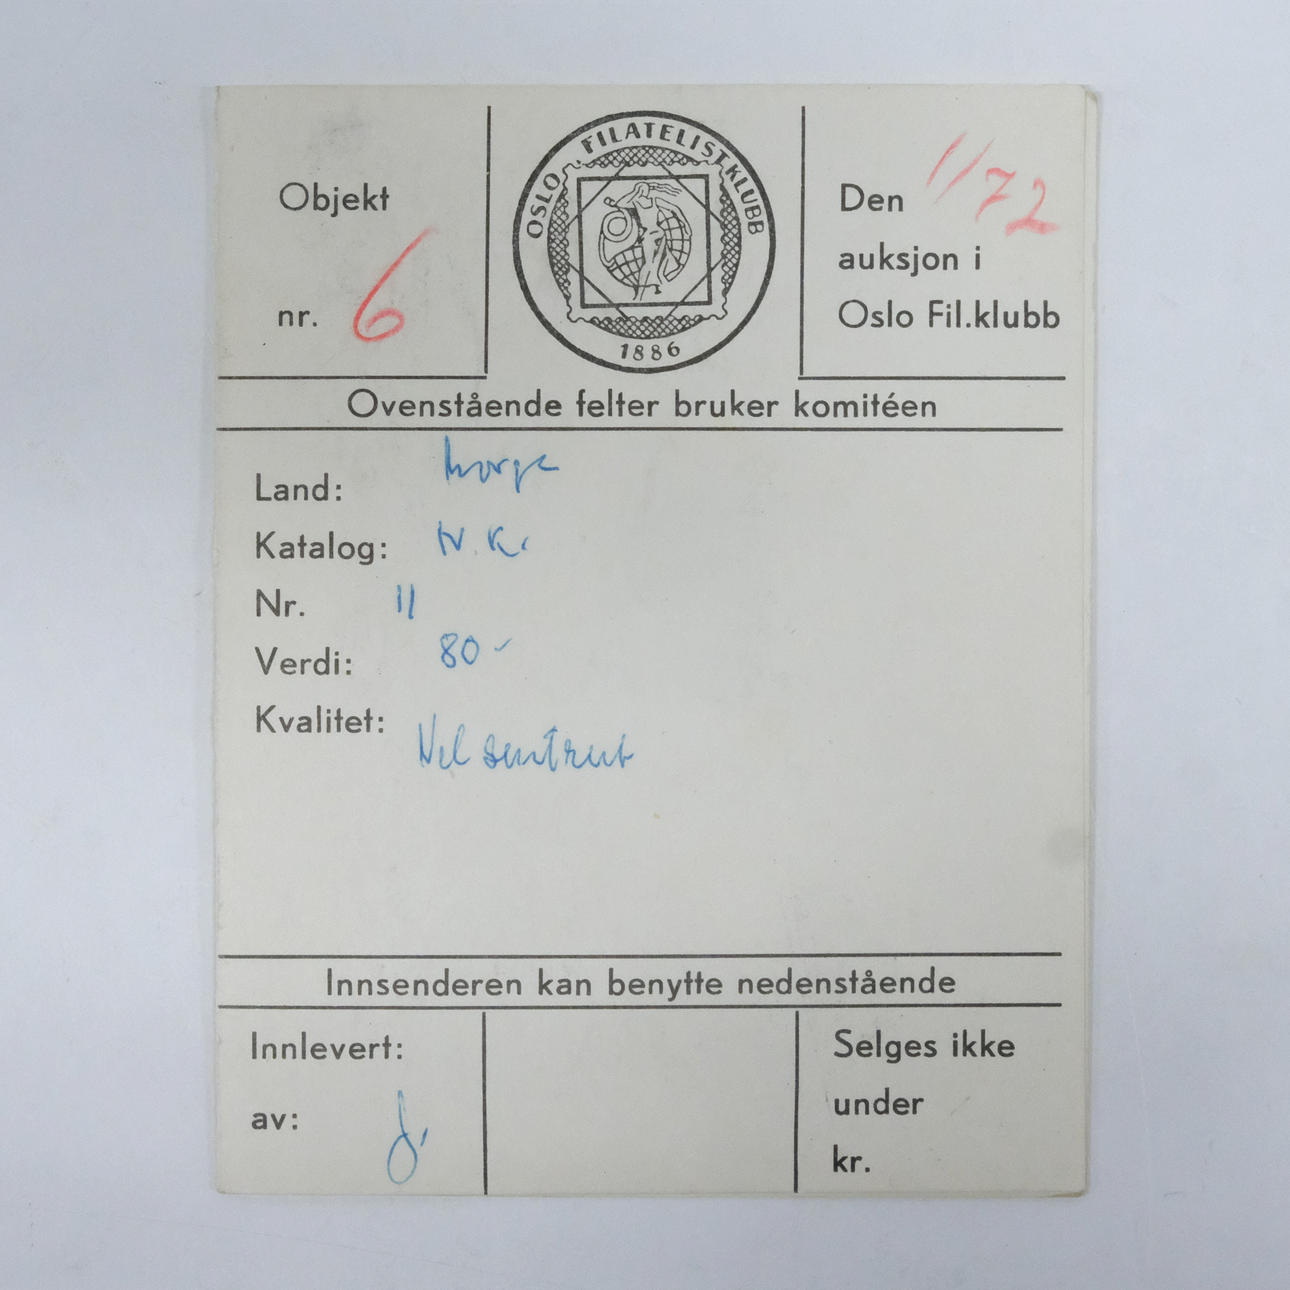 Objekt
nr. 6
OSLO FILATELISTKLUBB
1886
Den 1/72
auksjon i
Oslo Fil.klubb
Ovenstående felter bruker komitéen
Land: Norge
Katalog: N.K.
Nr. 11
Verdi: 80-
Kvalitet: Vel sentrert
Innsenderen kan benytte nedenstående
Innlevert:
av: J.
Selges ikke
under
kr.